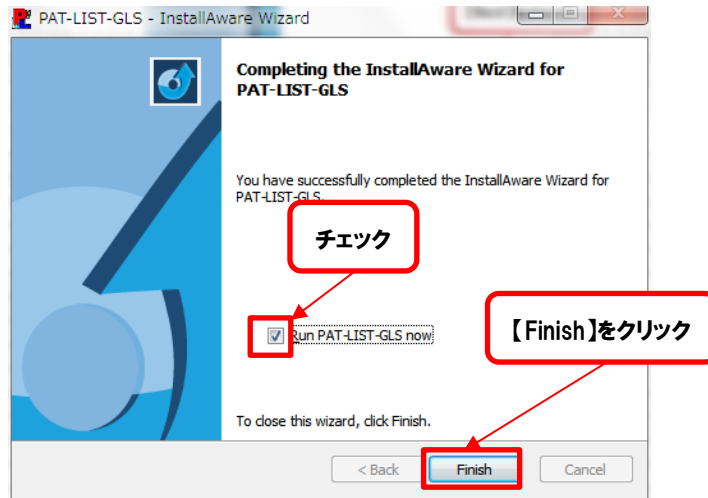 PAT-LIST-GLS - InstallAware Wizard
Completing the InstallAware Wizard for
PAT-LIST-GLS
You have successfully completed the InstallAware Wizard for
PAT-LIST-GLS.
チェック
Run PAT-LIST-GLS now
【Finish】をクリック
To close this wizard, click Finish.
< Back
Finish
Cancel